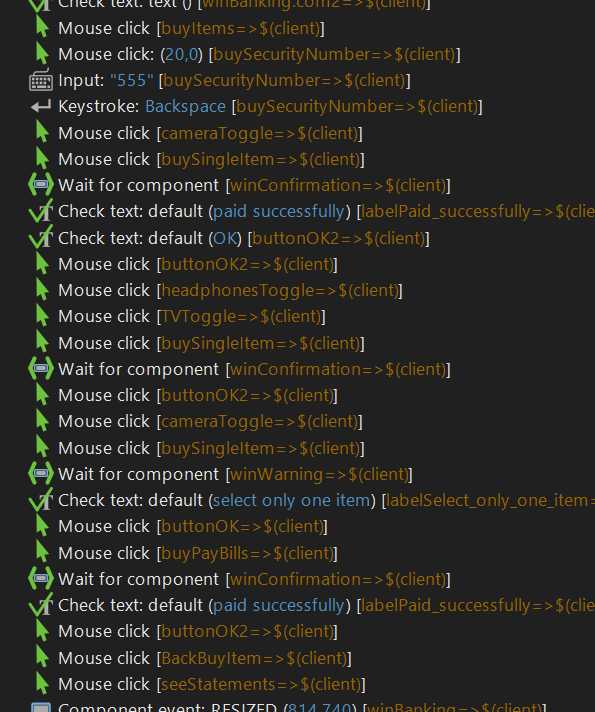 Check text: text () [winBanking.com2=>$(client)]
Mouse click [buyItems=>$(client)]
Mouse click: (20,0) [buySecurityNumber=>$(client)]
Input: "555" [buySecurityNumber=>$(client)]
Keystroke: Backspace [buySecurityNumber=>$(client)]
Mouse click [cameraToggle=>$(client)]
Mouse click [buySingleItem=>$(client)]
Wait for component [winConfirmation=>$(client)]
Check text: default (paid successfully) [labelPaid_successfully=>$(clie
Check text: default (OK) [buttonOK2=>$(client)]
Mouse click [buttonOK2=>$(client)]
Mouse click [headphonesToggle=>$(client)]
Mouse click [TVToggle=>$(client)]
Mouse click [buySingleItem=>$(client)]
Wait for component [winConfirmation=>$(client)]
Mouse click [buttonOK2=>$(client)]
Mouse click [cameraToggle=>$(client)]
Mouse click [buySingleItem=>$(client)]
Wait for component [winWarning=>$(client)]
Check text: default (select only one item) [labelSelect_only_one_item=
Mouse click [buttonOK=>$(client)]
Mouse click [buyPayBills=>$(client)]
Wait for component [winConfirmation=>$(client)]
Check text: default (paid successfully) [labelPaid_successfully=>$(clie
Mouse click [buttonOK2=>$(client)]
Mouse click [BackBuyItem=>$(client)]
Mouse click [seeStatements=>$(client)]
Component event: RESIZED (814,740) [winBanking=>$(client)]